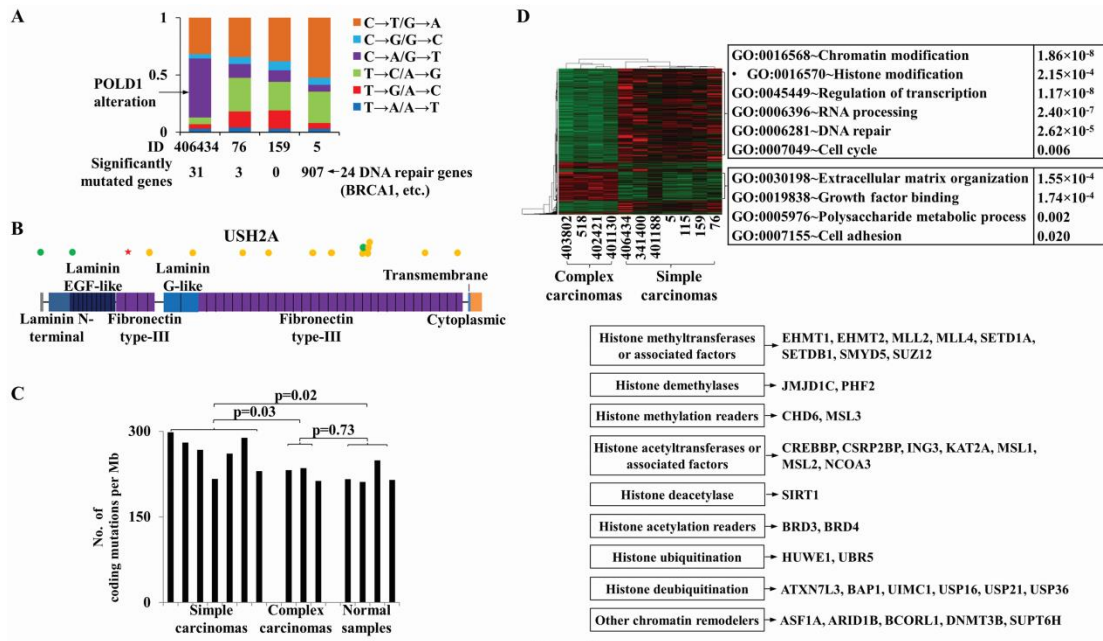 A
1
0.5
0
POLD1
alteration
C→T/G→A
C→G/G→C
C→A/G→T
T→C/A→G
T→G/A→C
T→A/A→T
ID 406434 76 159 5
Significantly
mutated genes
31 3 0 907 ←24 DNA repair genes
(BRCA1, etc.)
B
USH2A
Laminin
EGF-like
Laminin
G-like
Transmembrane
Laminin N-
terminal
Fibronectin
type-III
Fibronectin
type-III
Cytoplasmic
C
p=0.02
p=0.03
p=0.73
300
150
0
No. of
coding mutations per Mb
Simple
carcinomas
Complex
carcinomas
Normal
samples
D
403802
518
402421
401130
406434
341400
401188
5
115
159
76
Complex
carcinomas
Simple
carcinomas
GO:0016568~Chromatin modification 1.86×10⁻⁸
• GO:0016570~Histone modification 2.15×10⁻⁴
GO:0045449~Regulation of transcription 1.17×10⁻⁸
GO:0006396~RNA processing 2.40×10⁻⁷
GO:0006281~DNA repair 2.62×10⁻⁵
GO:0007049~Cell cycle 0.006
GO:0030198~Extracellular matrix organization 1.55×10⁻⁴
GO:0019838~Growth factor binding 1.74×10⁻⁴
GO:0005976~Polysaccharide metabolic process 0.002
GO:0007155~Cell adhesion 0.020
Histone methyltransferases
or associated factors
EHMT1, EHMT2, MLL2, MLL4, SETD1A,
SETDB1, SMYD5, SUZ12
Histone demethylases
JMJD1C, PHF2
Histone methylation readers
CHD6, MSL3
Histone acetyltransferases or
associated factors
CREBBP, CSRP2BP, ING3, KAT2A, MSL1,
MSL2, NCOA3
Histone deacetylase
SIRT1
Histone acetylation readers
BRD3, BRD4
Histone ubiquitination
HUWE1, UBR5
Histone deubiquitination
ATXN7L3, BAP1, UIMC1, USP16, USP21, USP36
Other chromatin remodelers
ASF1A, ARID1B, BCORL1, DNMT3B, SUPT6H